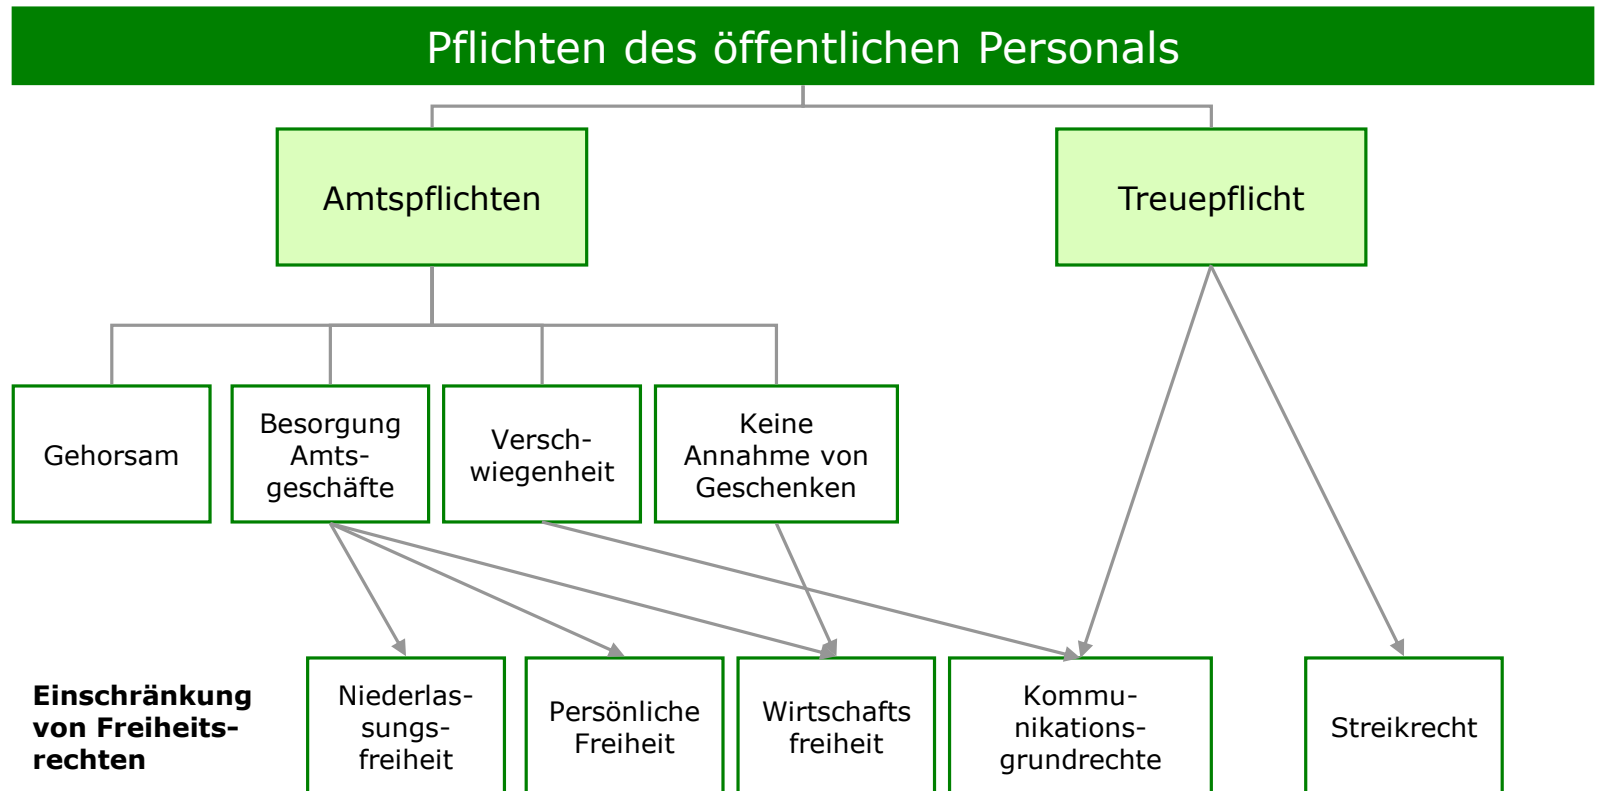 Pflichten des öffentlichen Personals
Amtspflichten
Treuepflicht
Gehorsam
Besorgung
Amts-
geschäfte
Versch-
wiegenheit
Keine
Annahme von
Geschenken
Einschränkung
von Freiheits-
rechten
Niederlas-
sungs-
freiheit
Persönliche
Freiheit
Wirtschafts
freiheit
Kommu-
nikations-
grundrechte
Streikrecht